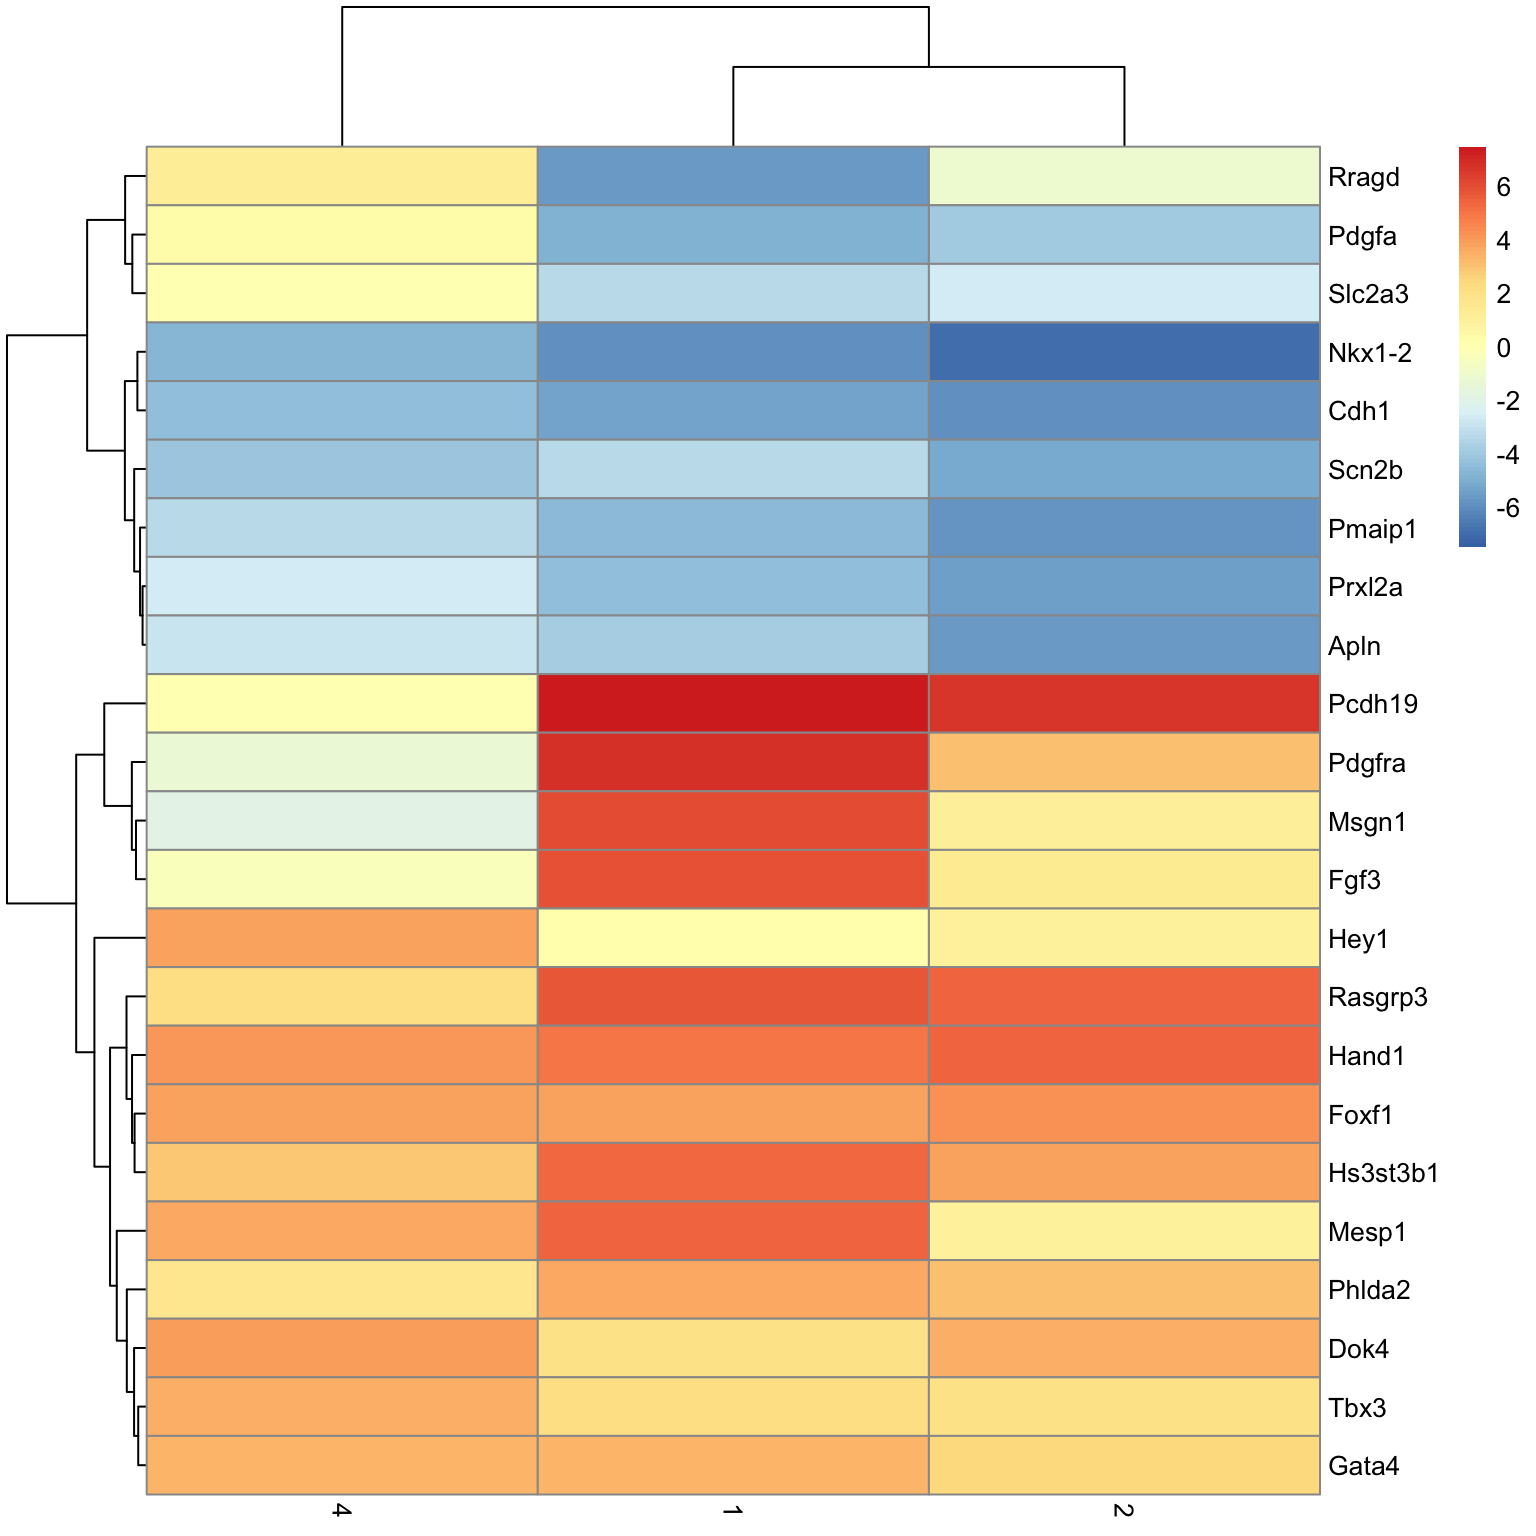 Rragd
Pdgfa
Slc2a3
Nkx1-2
Cdh1
Scn2b
Pmaip1
Prxl2a
Apln
Pcdh19
Pdgfra
Msgn1
Fgf3
Hey1
Rasgrp3
Hand1
Foxf1
Hs3st3b1
Mesp1
Phlda2
Dok4
Tbx3
Gata4
6
4
2
0
-2
-4
-6
4 1 2